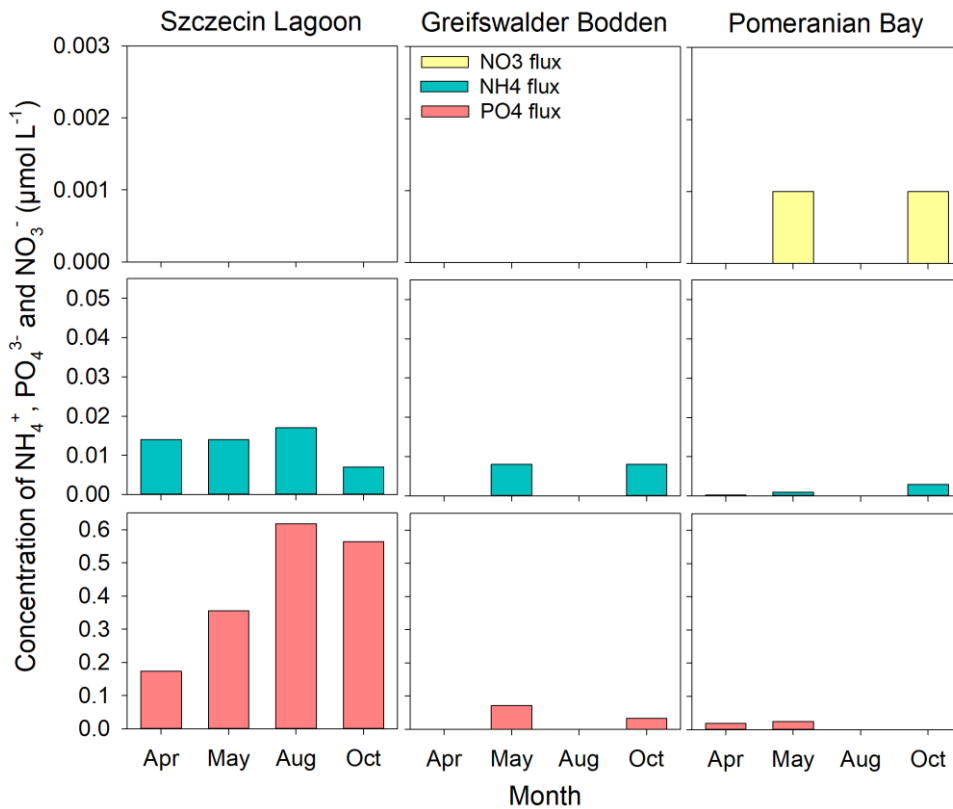 Szczecin Lagoon Greifswalder Bodden Pomeranian Bay
Concentration of NH₄⁺, PO₄³⁻ and NO₃⁻ (µmol L⁻¹)
0.003
0.002
0.001
0.000
NO3 flux
NH4 flux
PO4 flux
0.05
0.04
0.03
0.02
0.01
0.00
0.6
0.5
0.4
0.3
0.2
0.1
0.0
Apr May Aug Oct Apr May Aug Oct Apr May Aug Oct
Month